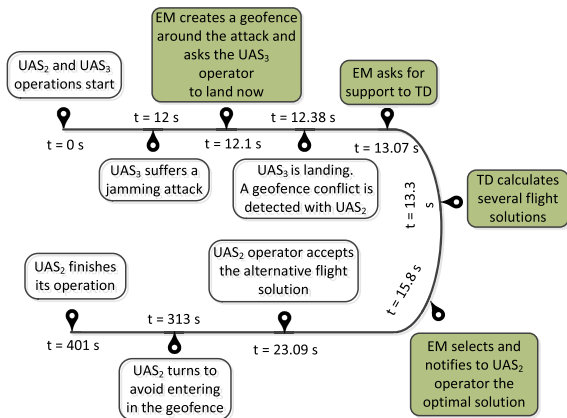 UAS₂ and UAS₃
operations start
t = 0 s
t = 12 s
UAS₃ suffers a
jamming attack
EM creates a geofence
around the attack and
asks the UAS₃
operator
to land now
t = 12.1 s
t = 12.38 s
UAS₃ is landing.
A geofence conflict is
detected with UAS₂
EM asks for
support to TD
t = 13.07 s
t = 13.3
s
TD calculates
several flight
solutions
t = 15.8 s
EM selects and
notifies to UAS₂
operator the
optimal solution
UAS₂ operator accepts
the alternative flight
solution
t = 23.09 s
t = 313 s
UAS₂ turns to
avoid entering
in the geofence
UAS₂ finishes
its operation
t = 401 s